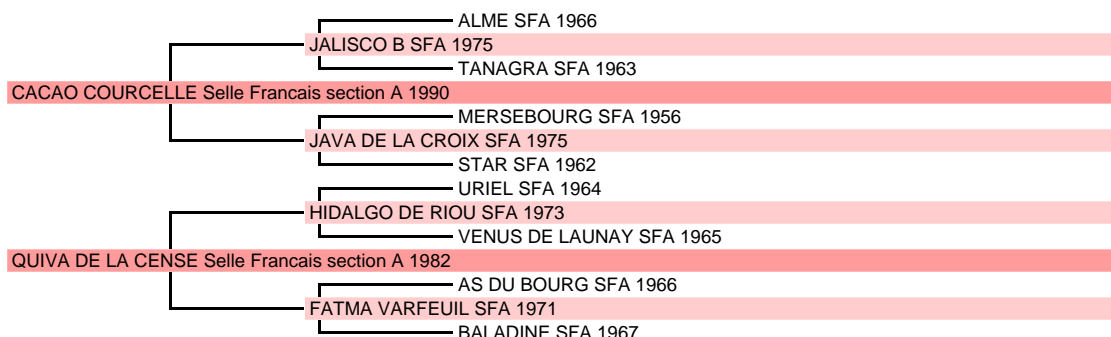 ALME SFA 1966
JALISCO B SFA 1975
TANAGRA SFA 1963
CACAO COURCELLE Selle Francais section A 1990
MERSEBOURG SFA 1956
JAVA DE LA CROIX SFA 1975
STAR SFA 1962
URIEL SFA 1964
HIDALGO DE RIOU SFA 1973
VENUS DE LAUNAY SFA 1965
QUIVA DE LA CENSE Selle Francais section A 1982
AS DU BOURG SFA 1966
FATMA VARFEUIL SFA 1971
BALADINE SFA 1967